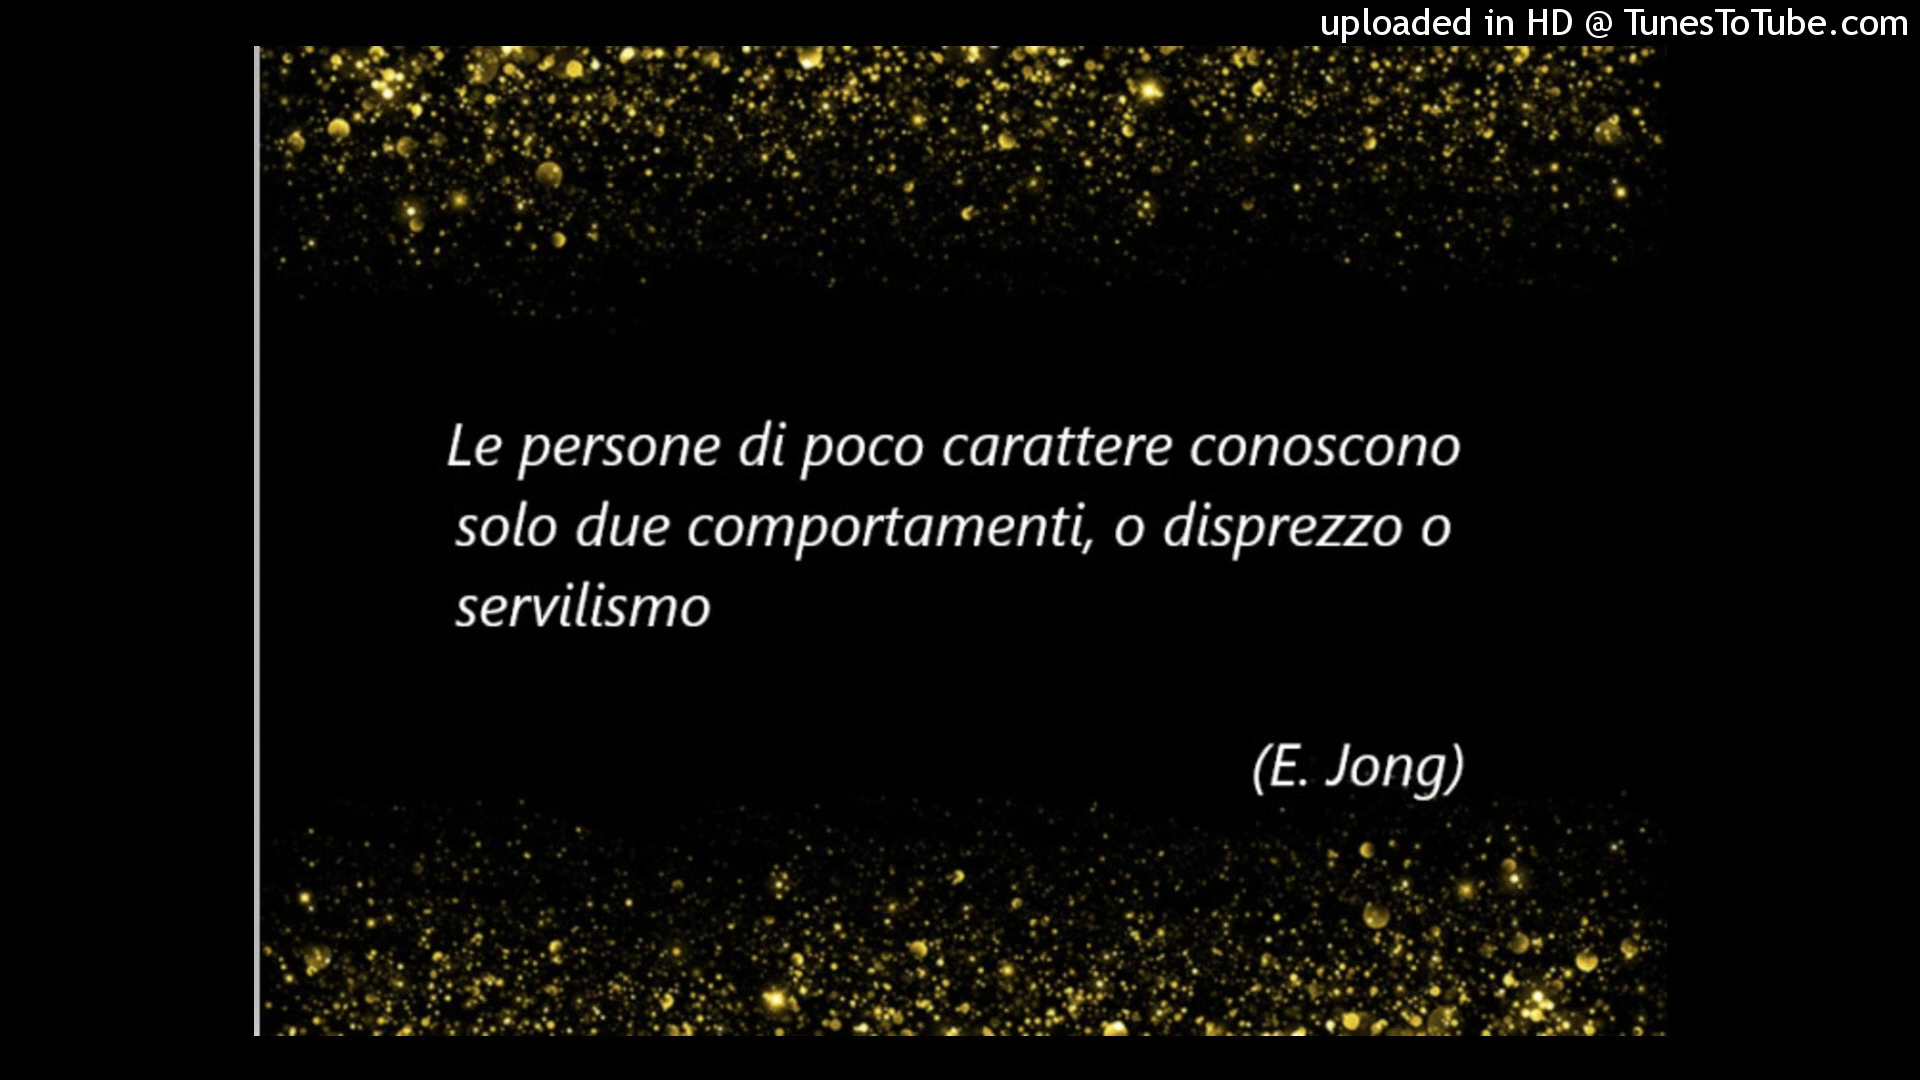 uploaded in HD @ TunesToTube.com
Le persone di poco carattere conoscono
solo due comportamenti, o disprezzo o
servilismo
(E. Jong)